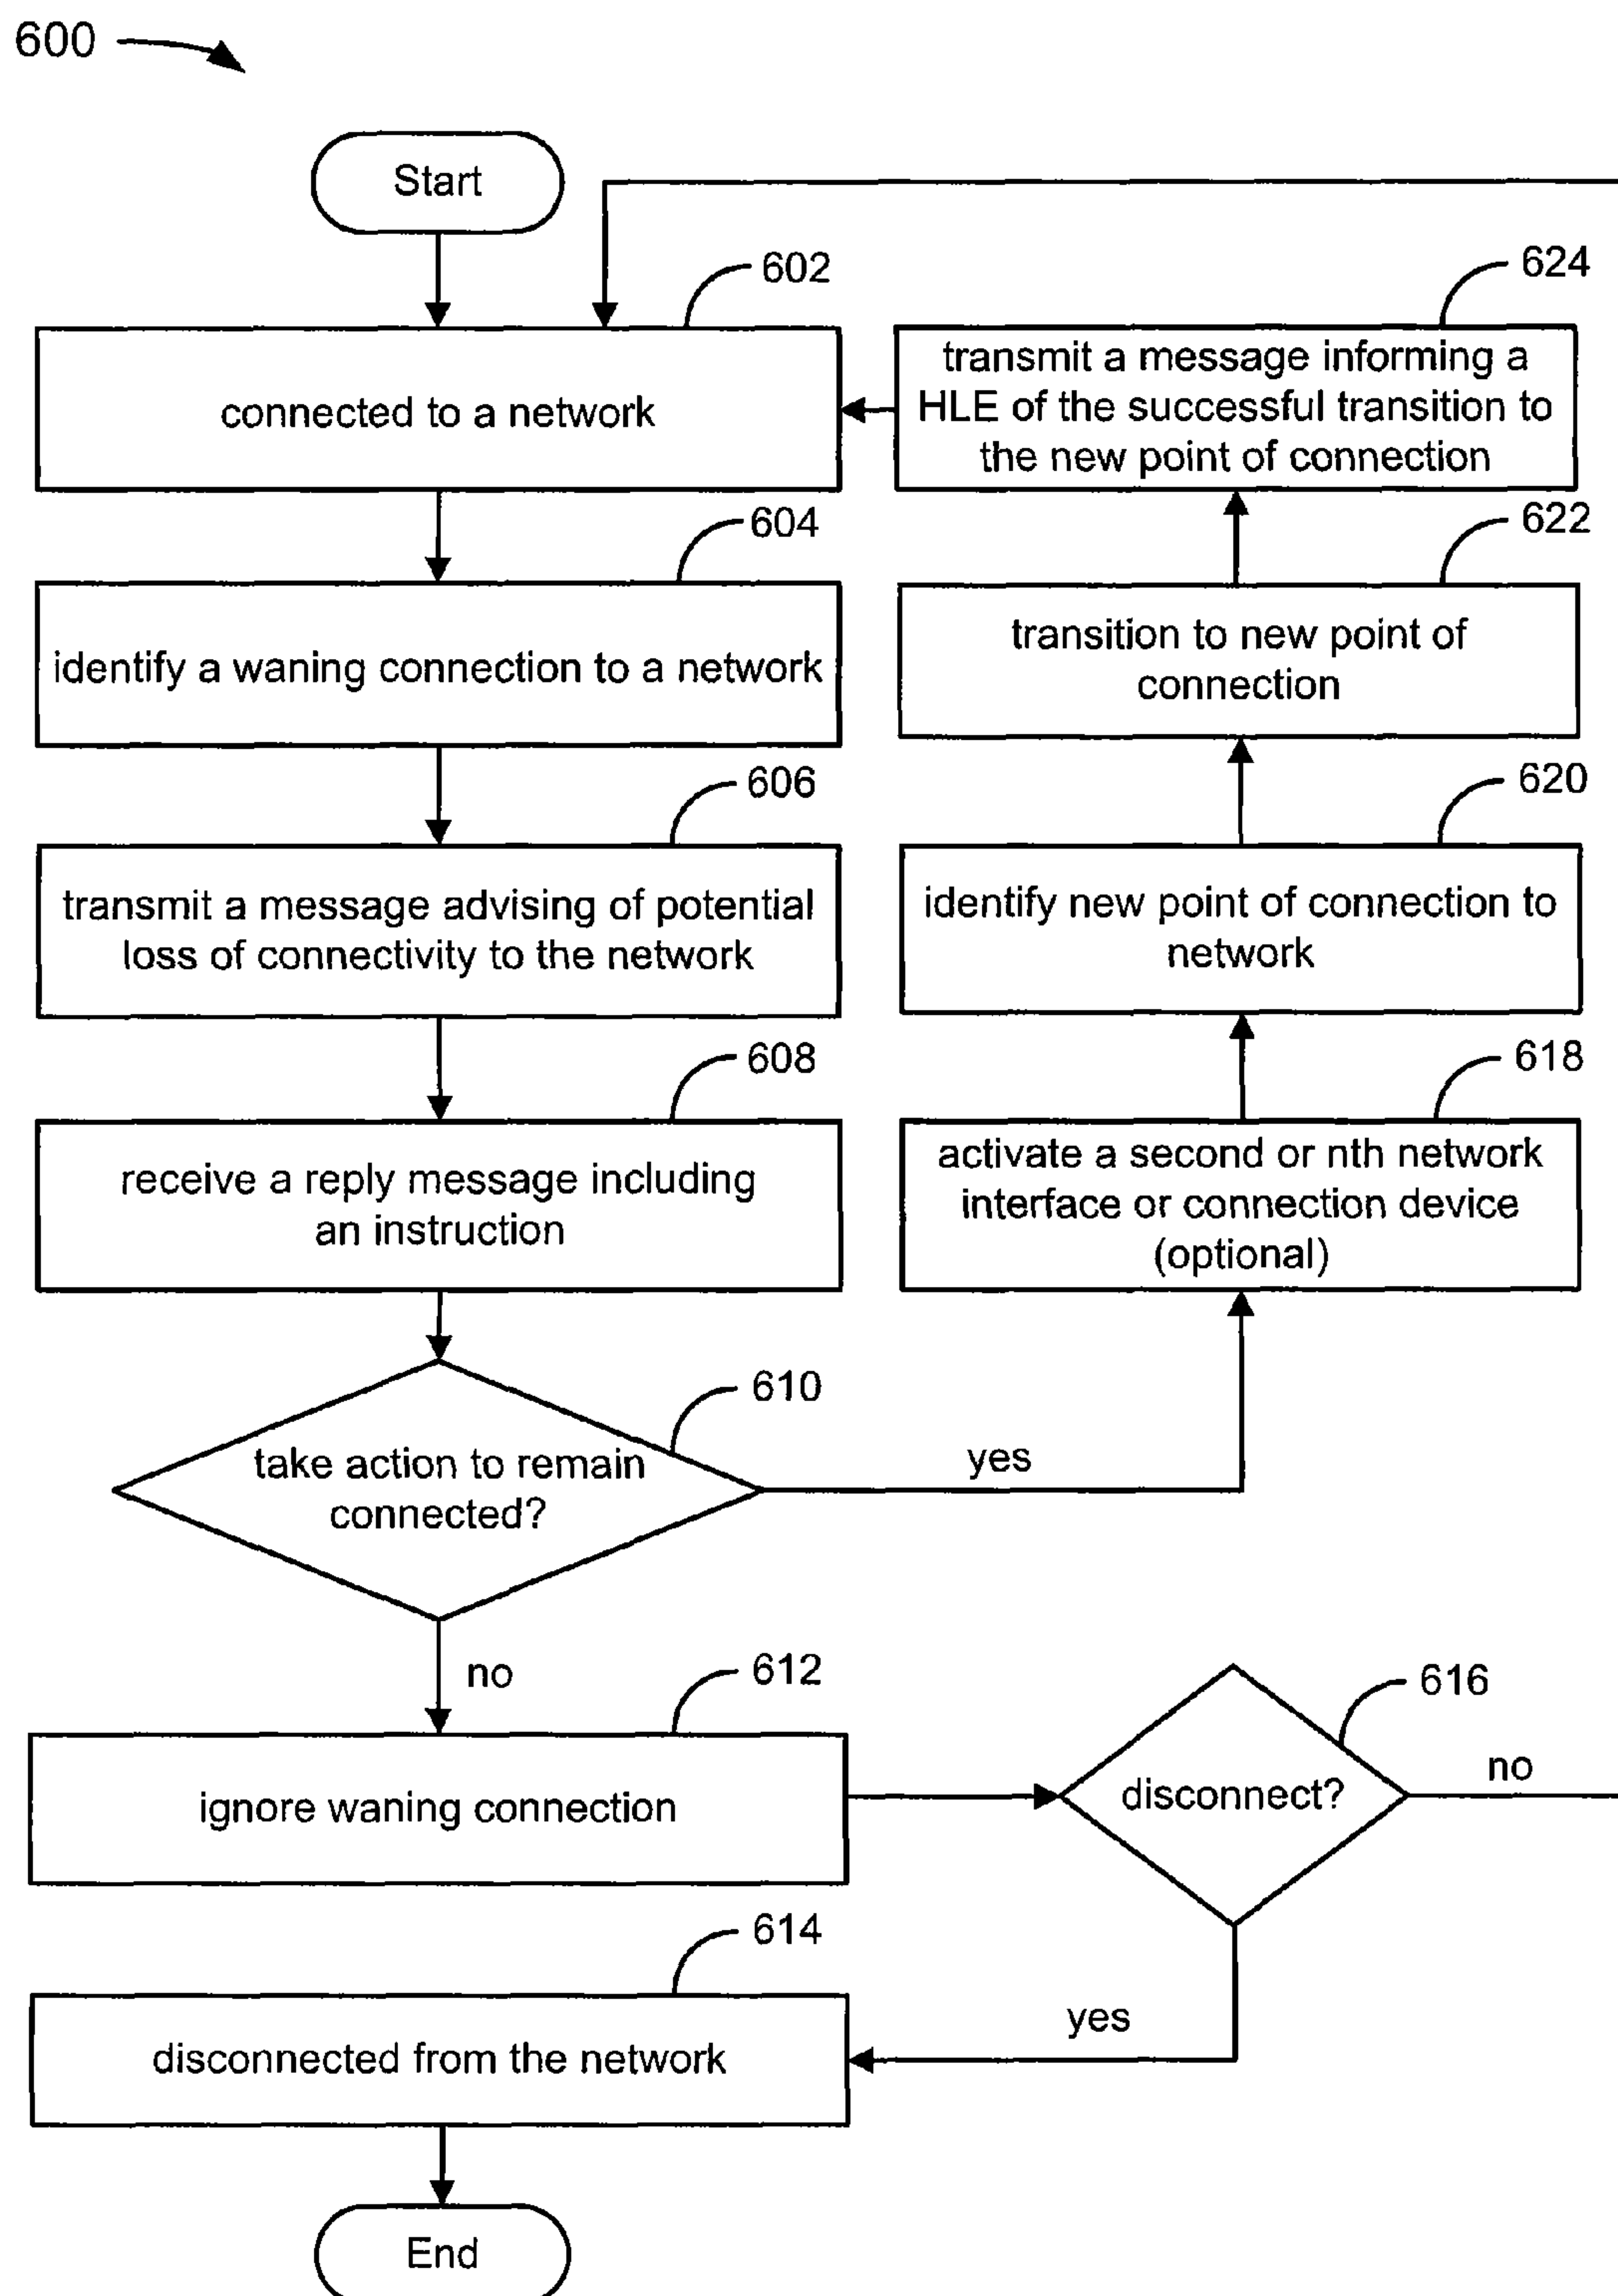 600
Start
602
connected to a network
604
identify a waning connection to a network
606
transmit a message advising of potential
loss of connectivity to the network
608
receive a reply message including
an instruction
610
take action to remain
connected?
yes
no
612
ignore waning connection
616
disconnect?
no
yes
614
disconnected from the network
End
618
activate a second or nth network
interface or connection device
(optional)
620
identify new point of connection to
network
622
transition to new point of
connection
624
transmit a message informing a
HLE of the successful transition to
the new point of connection